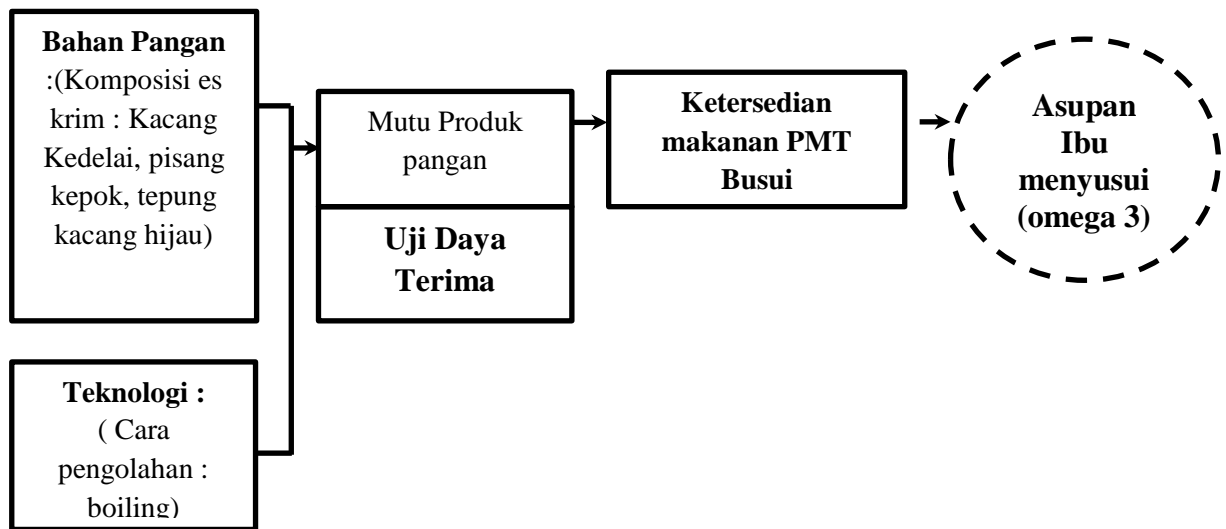 Bahan Pangan
:(Komposisi es
krim : Kacang
Kedelai, pisang
kepok, tepung
kacang hijau)
Teknologi :
( Cara
pengolahan :
boiling)
Mutu Produk
pangan
Uji Daya
Terima
Ketersedian
makanan PMT
Busui
Asupan
Ibu
menyusui
(omega 3)